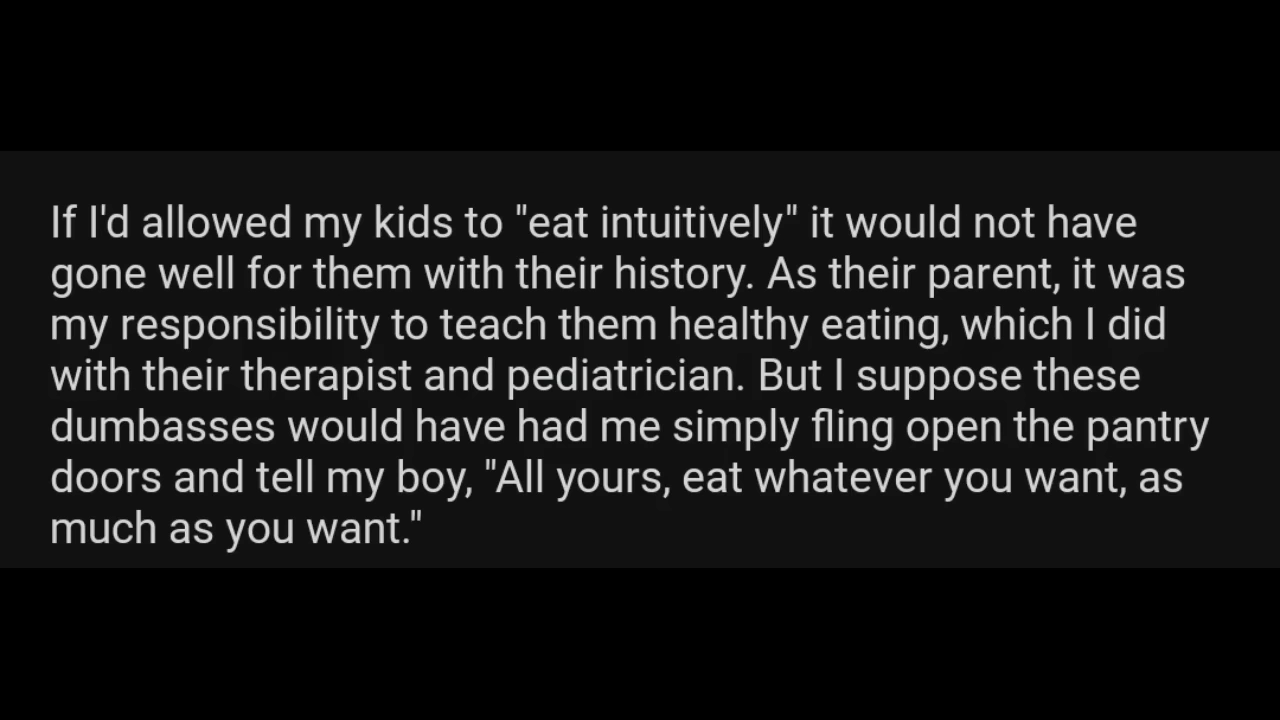 If I'd allowed my kids to "eat intuitively" it would not have
gone well for them with their history. As their parent, it was
my responsibility to teach them healthy eating, which I did
with their therapist and pediatrician. But I suppose these
dumbasses would have had me simply fling open the pantry
doors and tell my boy, "All yours, eat whatever you want, as
much as you want."